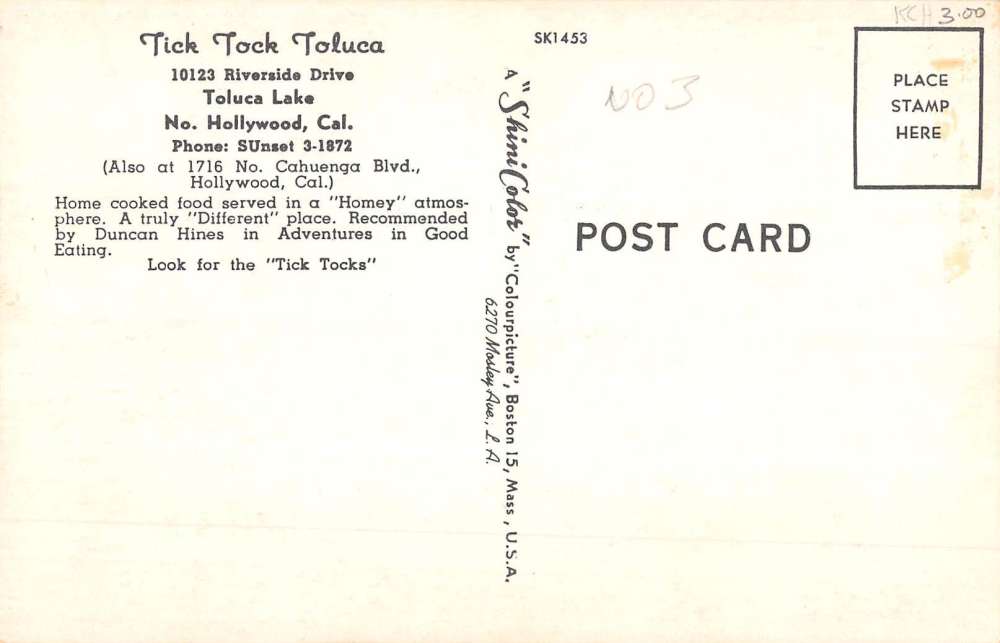 Tick Tock Toluca
10123 Riverside Drive
Toluca Lake
No. Hollywood, Cal.
Phone: SUnset 3-1872
(Also at 1716 No. Cahuenga Blvd.,
Hollywood, Cal.)
Home cooked food served in a "Homey" atmos-
phere. A truly "Different" place. Recommended
by Duncan Hines in Adventures in Good
Eating.
Look for the "Tick Tocks"
SK1453
A "ShiniColor" by "Colourpicture", Boston 15, Mass., U.S.A.
6270 Mosley Ave., L.A.
NO 3
KCH 3.00
PLACE
STAMP
HERE
POST CARD